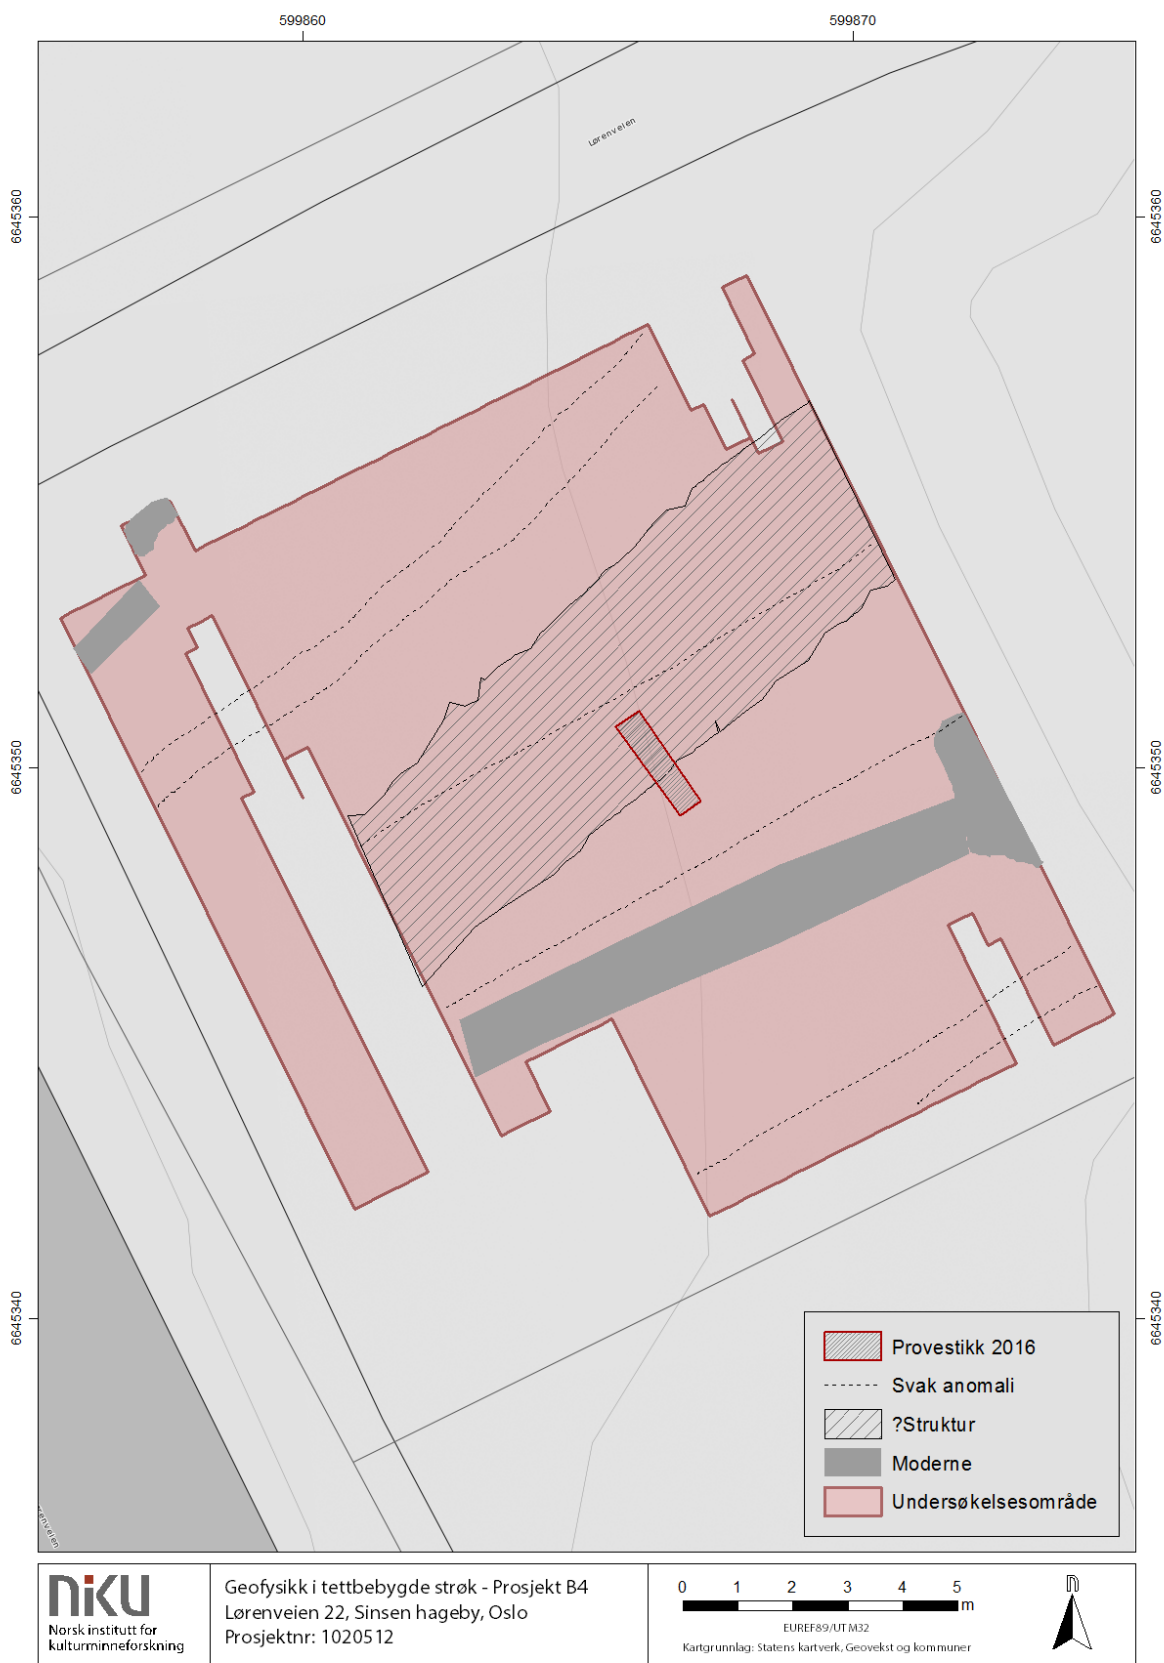 599860
599870
Lørenveien
6645360
6645360
6645350
6645350
6645340
6645340
Provestikk 2016
Svak anomali
?Struktur
Moderne
Undersøkelsesområde
renveien
niku
Norsk institutt for
kulturminneforskning
Geofysikk i tettbebygde strøk - Prosjekt B4
Lørenveien 22, Sinsen hageby, Oslo
Prosjektnr: 1020512
0 1 2 3 4 5
m
EUREF89/UTM32
Kartgrunnlag: Statens kartverk, Geovekst og kommuner
n